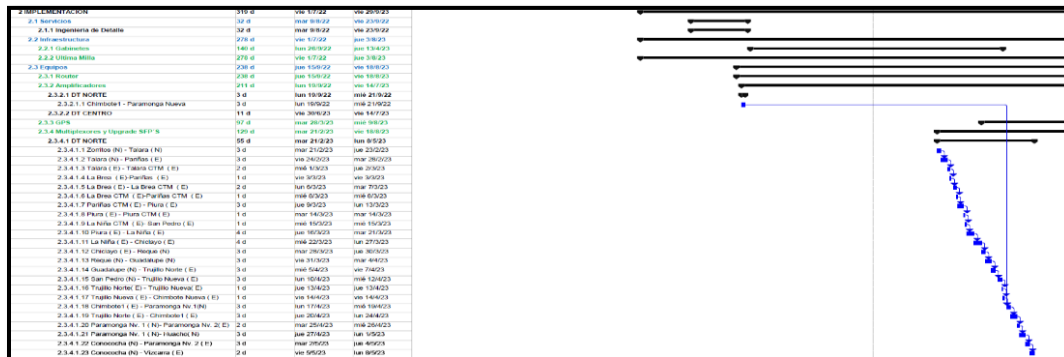 2 IMPLEMENTACIÓN 319 d vie 1/7/22 vie 29/9/23
2.1 Servicios 32 d mar 9/8/22 vie 23/9/22
2.1.1 Ingeniería de Detalle 32 d mar 9/8/22 vie 23/9/22
2.2 Infraestructura 278 d vie 1/7/22 jue 3/8/23
2.2.1 Gabinetes 140 d lun 26/9/22 jue 13/4/23
2.2.2 Ultima Milla 278 d vie 1/7/22 jue 3/8/23
2.3 Equipos 238 d jue 15/9/22 vie 18/8/23
2.3.1 Router 238 d jue 15/9/22 vie 18/8/23
2.3.2 Amplificadores 211 d lun 19/9/22 vie 14/7/23
2.3.2.1 DT NORTE 3 d lun 19/9/22 mié 21/9/22
2.3.2.1.1 Chimbote1 - Paramonga Nueva 3 d lun 19/9/22 mié 21/9/22
2.3.2.2 DT CENTRO 11 d vie 30/6/23 vie 14/7/23
2.3.3 GPS 97 d mar 28/3/23 mié 9/8/23
2.3.4 Multiplexores y Upgrade SFP´S 129 d mar 21/2/23 vie 18/8/23
2.3.4.1 DT NORTE 55 d mar 21/2/23 lun 8/5/23
2.3.4.1.1 Zorritos (N) - Talara ( N) 3 d mar 21/2/23 jue 23/2/23
2.3.4.1.2 Talara (N) - Pariñas ( E) 3 d vie 24/2/23 mar 28/2/23
2.3.4.1.3 Talara ( E) - Talara CTM ( E) 2 d mié 1/3/23 jue 2/3/23
2.3.4.1.4 La Brea ( E)-Pariñas ( E) 1 d vie 3/3/23 vie 3/3/23
2.3.4.1.5 La Brea ( E) - La Brea CTM ( E) 2 d lun 6/3/23 mar 7/3/23
2.3.4.1.6 La Brea CTM ( E)-Pariñas CTM ( E) 1 d mié 8/3/23 mié 8/3/23
2.3.4.1.7 Pariñas CTM ( E) - Piura ( E) 3 d jue 9/3/23 lun 13/3/23
2.3.4.1.8 Piura ( E) - Piura CTM ( E) 1 d mar 14/3/23 mar 14/3/23
2.3.4.1.9 La Niña CTM ( E)- San Pedro ( E) 1 d mié 15/3/23 mié 15/3/23
2.3.4.1.10 Piura ( E) - La Niña ( E) 4 d jue 16/3/23 mar 21/3/23
2.3.4.1.11 La Niña ( E) - Chiclayo ( E) 4 d mié 22/3/23 lun 27/3/23
2.3.4.1.12 Chiclayo ( E) - Reque (N) 3 d mar 28/3/23 jue 30/3/23
2.3.4.1.13 Reque (N) - Guadalupe (N) 3 d vie 31/3/23 mar 4/4/23
2.3.4.1.14 Guadalupe (N) - Trujillo Norte ( E) 3 d mié 5/4/23 vie 7/4/23
2.3.4.1.15 San Pedro (N) - Trujillo Nueva ( E) 3 d lun 10/4/23 mié 12/4/23
2.3.4.1.16 Trujillo Norte( E) - Trujillo Nueva( E) 1 d jue 13/4/23 jue 13/4/23
2.3.4.1.17 Trujillo Nueva ( E) - Chimbote Nueva ( E) 1 d vie 14/4/23 vie 14/4/23
2.3.4.1.18 Chimbote1 ( E) - Paramonga Nv.1(N) 3 d lun 17/4/23 mié 19/4/23
2.3.4.1.19 Trujillo Norte ( E) - Chimbote1 ( E) 3 d jue 20/4/23 lun 24/4/23
2.3.4.1.20 Paramonga Nv. 1 ( N)- Paramonga Nv. 2( E) 2 d mar 25/4/23 mié 26/4/23
2.3.4.1.21 Paramonga Nv. 1 ( N)- Huacho( N) 3 d jue 27/4/23 lun 1/5/23
2.3.4.1.22 Conococha (N) - Paramonga Nv. 2 ( E) 3 d mar 2/5/23 jue 4/5/23
2.3.4.1.23 Conococha (N) - Vizcarra ( E) 2 d vie 5/5/23 lun 8/5/23